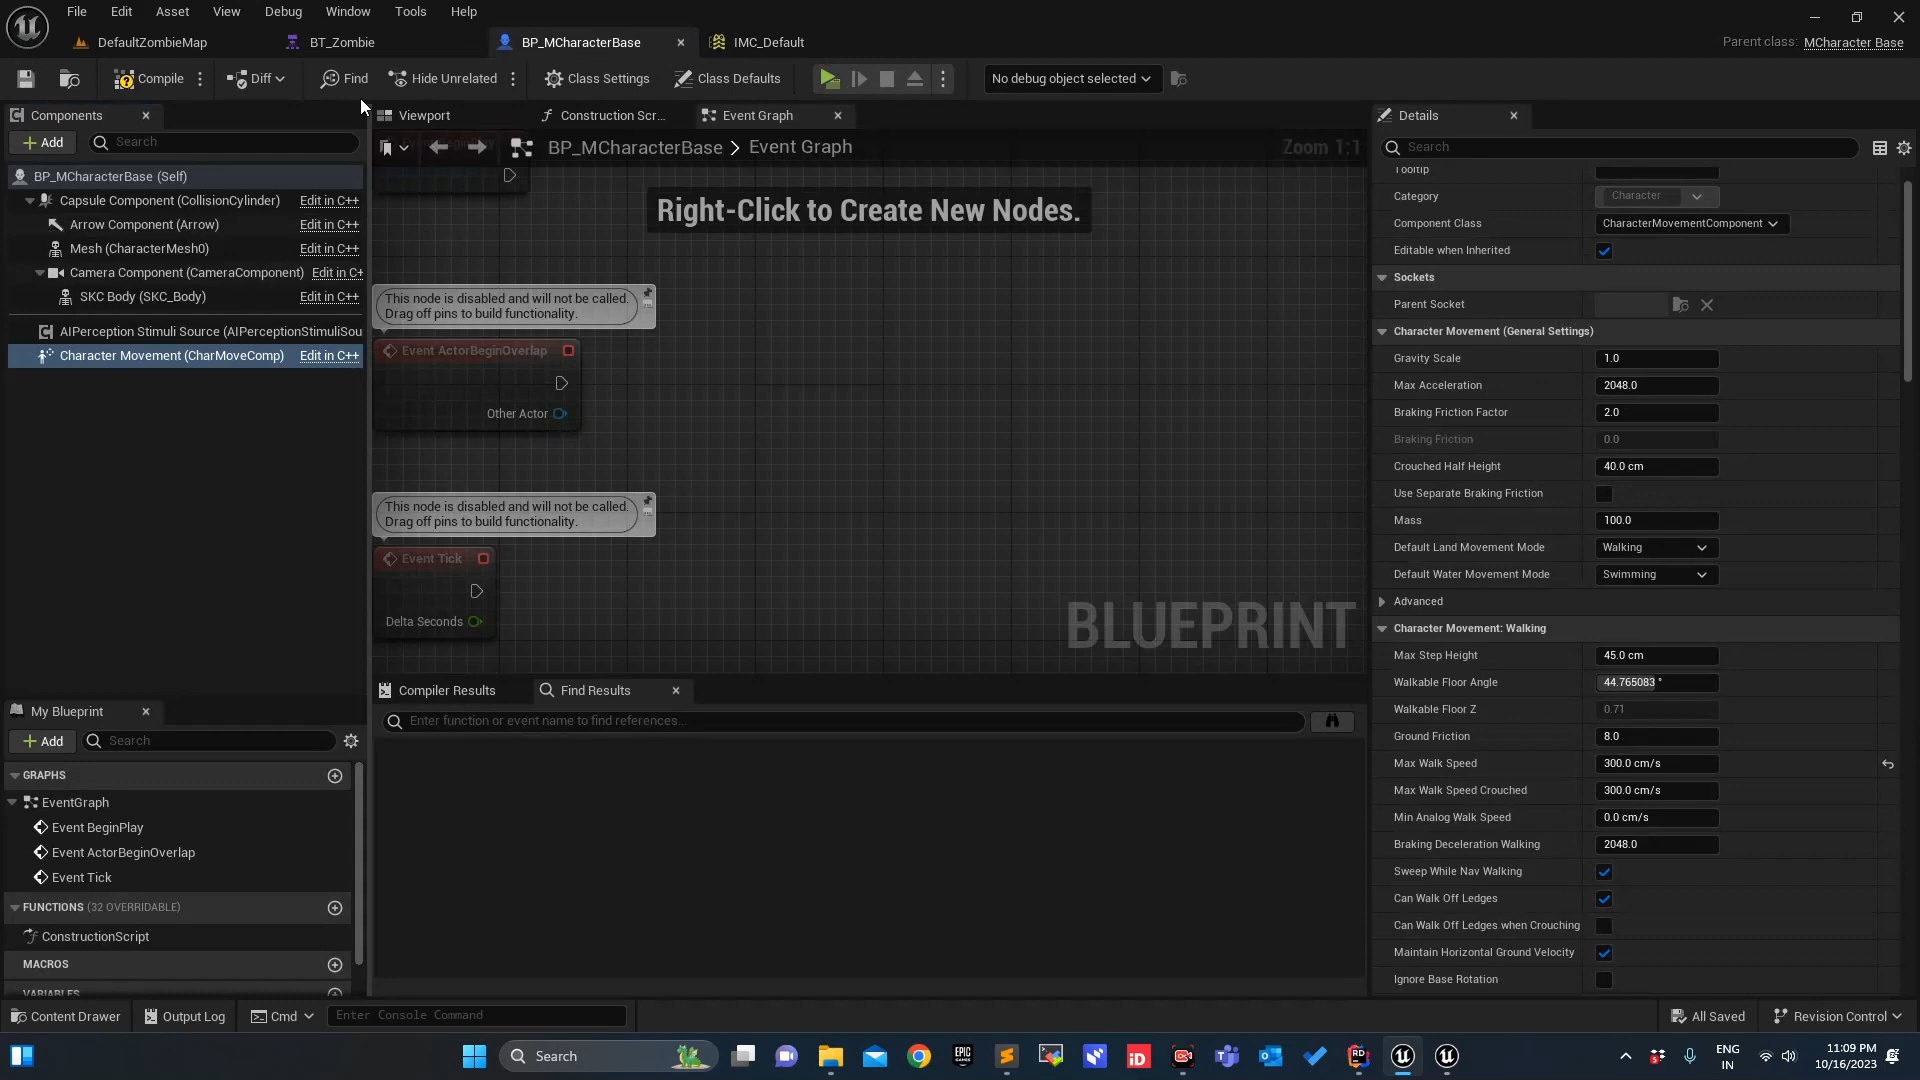 File Edit Asset View Debug Window Tools Help
DefaultZombieMap BT_Zombie BP_MCharacterBase IMC_Default
Parent class: MCharacter Base
Compile Diff Find Hide Unrelated Class Settings Class Defaults No debug object selected
Components
Add Search
BP_MCharacterBase (Self)
Capsule Component (CollisionCylinder) Edit in C++
Arrow Component (Arrow) Edit in C++
Mesh (CharacterMesh0) Edit in C++
Camera Component (CameraComponent) Edit in C+
SKC Body (SKC_Body) Edit in C++
AIPerception Stimuli Source (AIPerceptionStimuliSou
Character Movement (CharMoveComp) Edit in C++
My Blueprint
Add Search
GRAPHS
EventGraph
Event BeginPlay
Event ActorBeginOverlap
Event Tick
FUNCTIONS (32 OVERRIDABLE)
ConstructionScript
MACROS
VARIABLES
Viewport Construction Scr... Event Graph
BP_MCharacterBase > Event Graph Zoom 1:1
Right-Click to Create New Nodes.
This node is disabled and will not be called.
Drag off pins to build functionality.
Event ActorBeginOverlap
Other Actor
This node is disabled and will not be called.
Drag off pins to build functionality.
Event Tick
Delta Seconds
BLUEPRINT
Compiler Results Find Results
Enter function or event name to find references...
Details
Search
Tooltip
Category Character
Component Class CharacterMovementComponent
Editable when Inherited
Sockets
Parent Socket
Character Movement (General Settings)
Gravity Scale 1.0
Max Acceleration 2048.0
Braking Friction Factor 2.0
Braking Friction 0.0
Crouched Half Height 40.0 cm
Use Separate Braking Friction
Mass 100.0
Default Land Movement Mode Walking
Default Water Movement Mode Swimming
Advanced
Character Movement: Walking
Max Step Height 45.0 cm
Walkable Floor Angle 44.765083 °
Walkable Floor Z 0.71
Ground Friction 8.0
Max Walk Speed 300.0 cm/s
Max Walk Speed Crouched 300.0 cm/s
Min Analog Walk Speed 0.0 cm/s
Braking Deceleration Walking 2048.0
Sweep While Nav Walking
Can Walk Off Ledges
Can Walk Off Ledges when Crouching
Maintain Horizontal Ground Velocity
Ignore Base Rotation
Content Drawer Output Log Cmd Enter Console Command All Saved Revision Control
Search
EPIC GAMES
iD
RD
ENG
IN
11:09 PM
10/16/2023